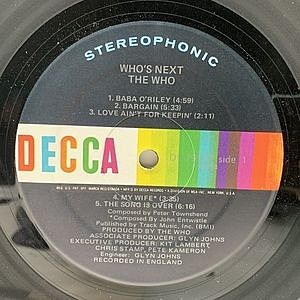 STEREOPHONIC
WHO'S NEXT
THE WHO
1. BABA O'RILEY (4:59)
2. BARGAIN (5:33)
3. LOVE AIN'T FOR KEEPIN' (2:11)
DECCA
side 1
4. MY WIFE* (3:35)
5. THE SONG IS OVER (6:16)
Composed by Peter Townshend
*Composed by John Entwistle
Published by Track Music, Inc. (BMI)
PRODUCED BY THE WHO
ASSOCIATE PRODUCER: GLYN JOHNS
EXECUTIVE PRODUCER: KIT LAMBERT,
CHRIS STAMP, PETE KAMERON
Engineer: GLYN JOHNS
RECORDED IN ENGLAND